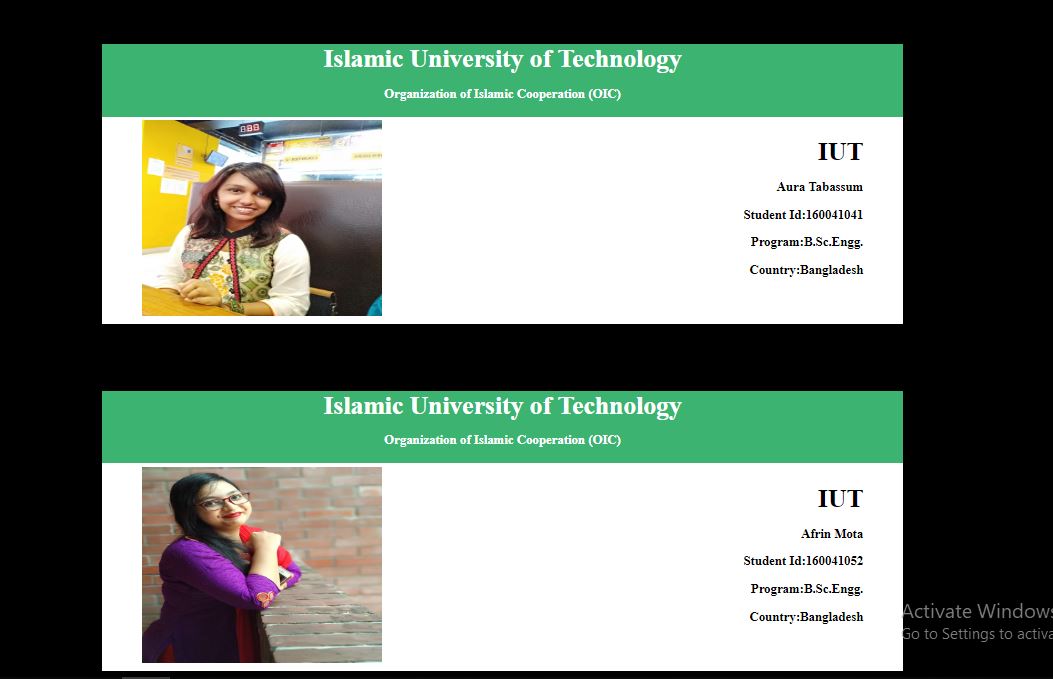 Islamic University of Technology
Organization of Islamic Cooperation (OIC)
888
IUT
Aura Tabassum
Student Id:160041041
Program:B.Sc.Engg.
Country:Bangladesh
Islamic University of Technology
Organization of Islamic Cooperation (OIC)
IUT
Afrin Mota
Student Id:160041052
Program:B.Sc.Engg.
Country:Bangladesh
Activate Windows
Go to Settings to activa